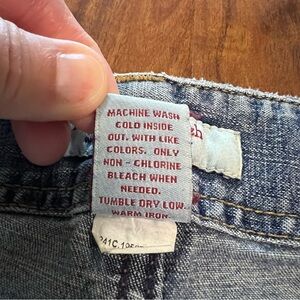 MACHINE WASH
COLD INSIDE
OUT. WITH LIKE
COLORS. ONLY
NON - CHLORINE
BLEACH WHEN
NEEDED.
TUMBLE DRY LOW.
WARM IRON.